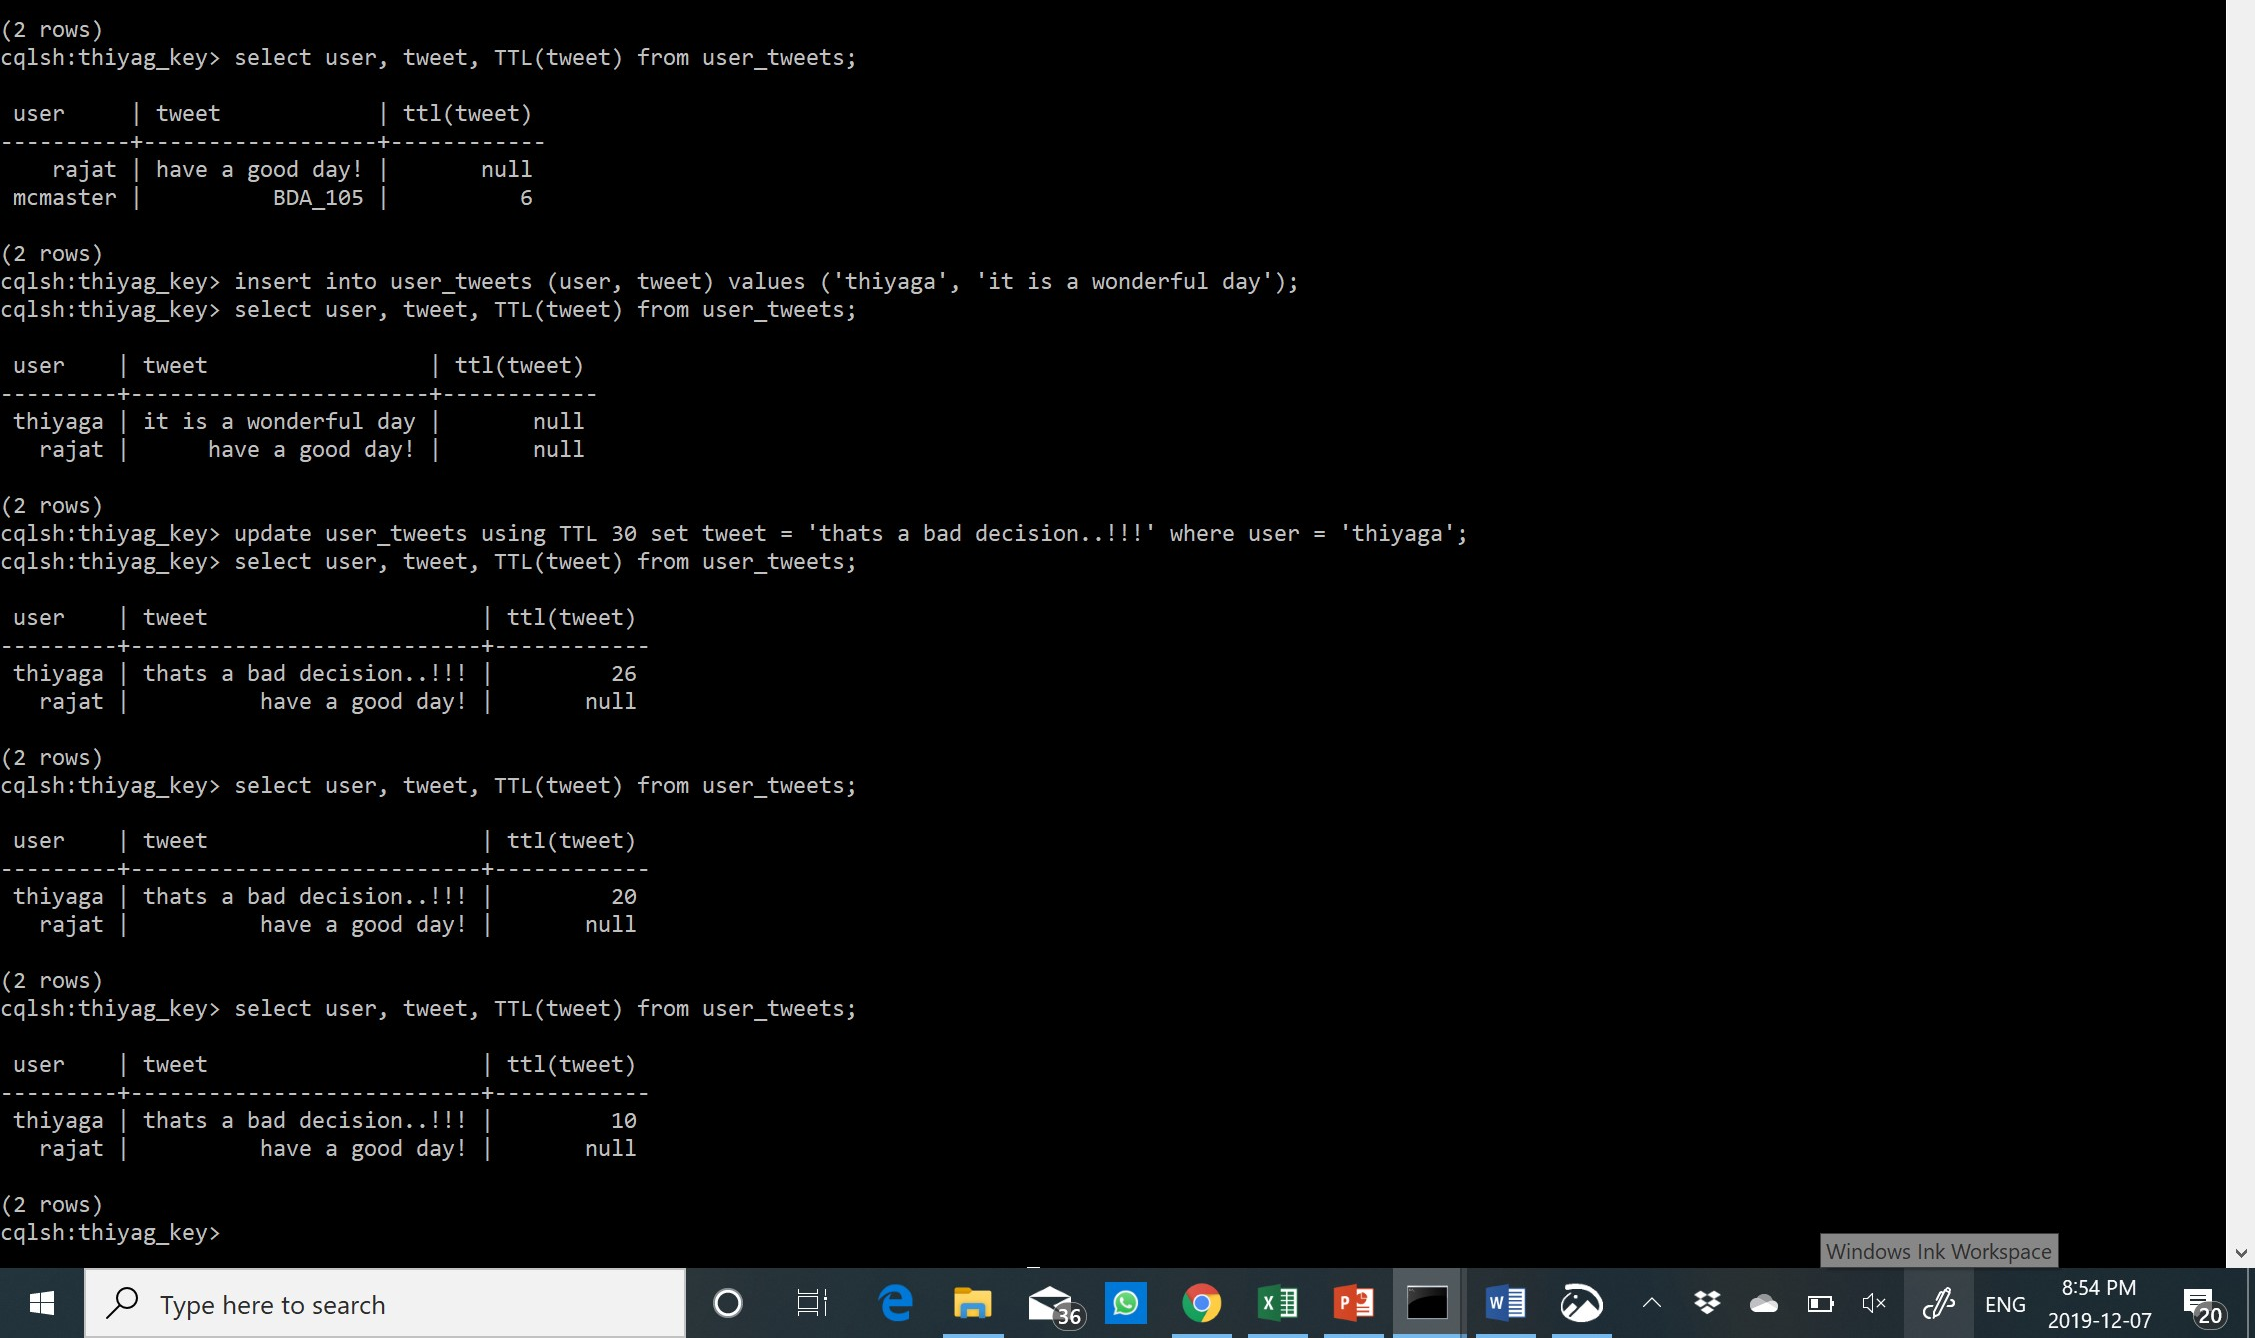 (2 rows)
cqlsh:thiyag_key> select user, tweet, TTL(tweet) from user_tweets;
 user     | tweet            | ttl(tweet)
----------+------------------+------------
    rajat | have a good day! |       null
 mcmaster |          BDA_105 |          6
(2 rows)
cqlsh:thiyag_key> insert into user_tweets (user, tweet) values ('thiyaga', 'it is a wonderful day');
cqlsh:thiyag_key> select user, tweet, TTL(tweet) from user_tweets;
 user    | tweet                 | ttl(tweet)
---------+-----------------------+------------
 thiyaga | it is a wonderful day |       null
   rajat |      have a good day! |       null
(2 rows)
cqlsh:thiyag_key> update user_tweets using TTL 30 set tweet = 'thats a bad decision..!!!' where user = 'thiyaga';
cqlsh:thiyag_key> select user, tweet, TTL(tweet) from user_tweets;
 user    | tweet                     | ttl(tweet)
---------+---------------------------+------------
 thiyaga | thats a bad decision..!!! |         26
   rajat |          have a good day! |       null
(2 rows)
cqlsh:thiyag_key> select user, tweet, TTL(tweet) from user_tweets;
 user    | tweet                     | ttl(tweet)
---------+---------------------------+------------
 thiyaga | thats a bad decision..!!! |         20
   rajat |          have a good day! |       null
(2 rows)
cqlsh:thiyag_key> select user, tweet, TTL(tweet) from user_tweets;
 user    | tweet                     | ttl(tweet)
---------+---------------------------+------------
 thiyaga | thats a bad decision..!!! |         10
   rajat |          have a good day! |       null
(2 rows)
cqlsh:thiyag_key>
Windows Ink Workspace
Type here to search
36
ENG
8:54 PM
2019-12-07
20